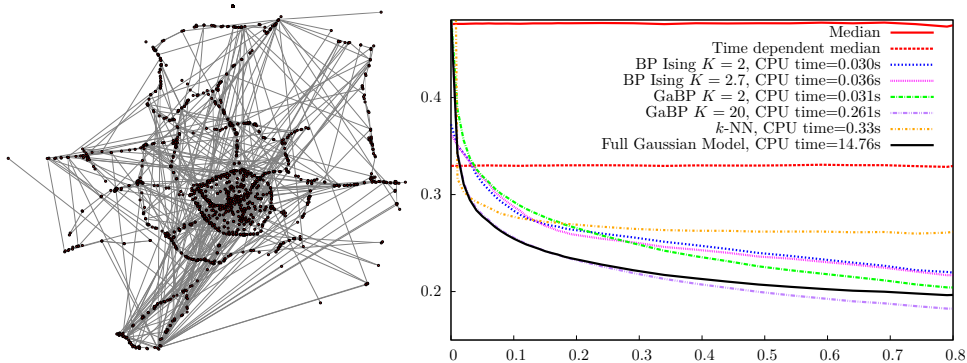 Median
Time dependent median
BP Ising K = 2, CPU time=0.030s
BP Ising K = 2.7, CPU time=0.036s
GaBP K = 2, CPU time=0.031s
GaBP K = 20, CPU time=0.261s
k-NN, CPU time=0.33s
Full Gaussian Model, CPU time=14.76s
0.4
0.3
0.2
0 0.1 0.2 0.3 0.4 0.5 0.6 0.7 0.8